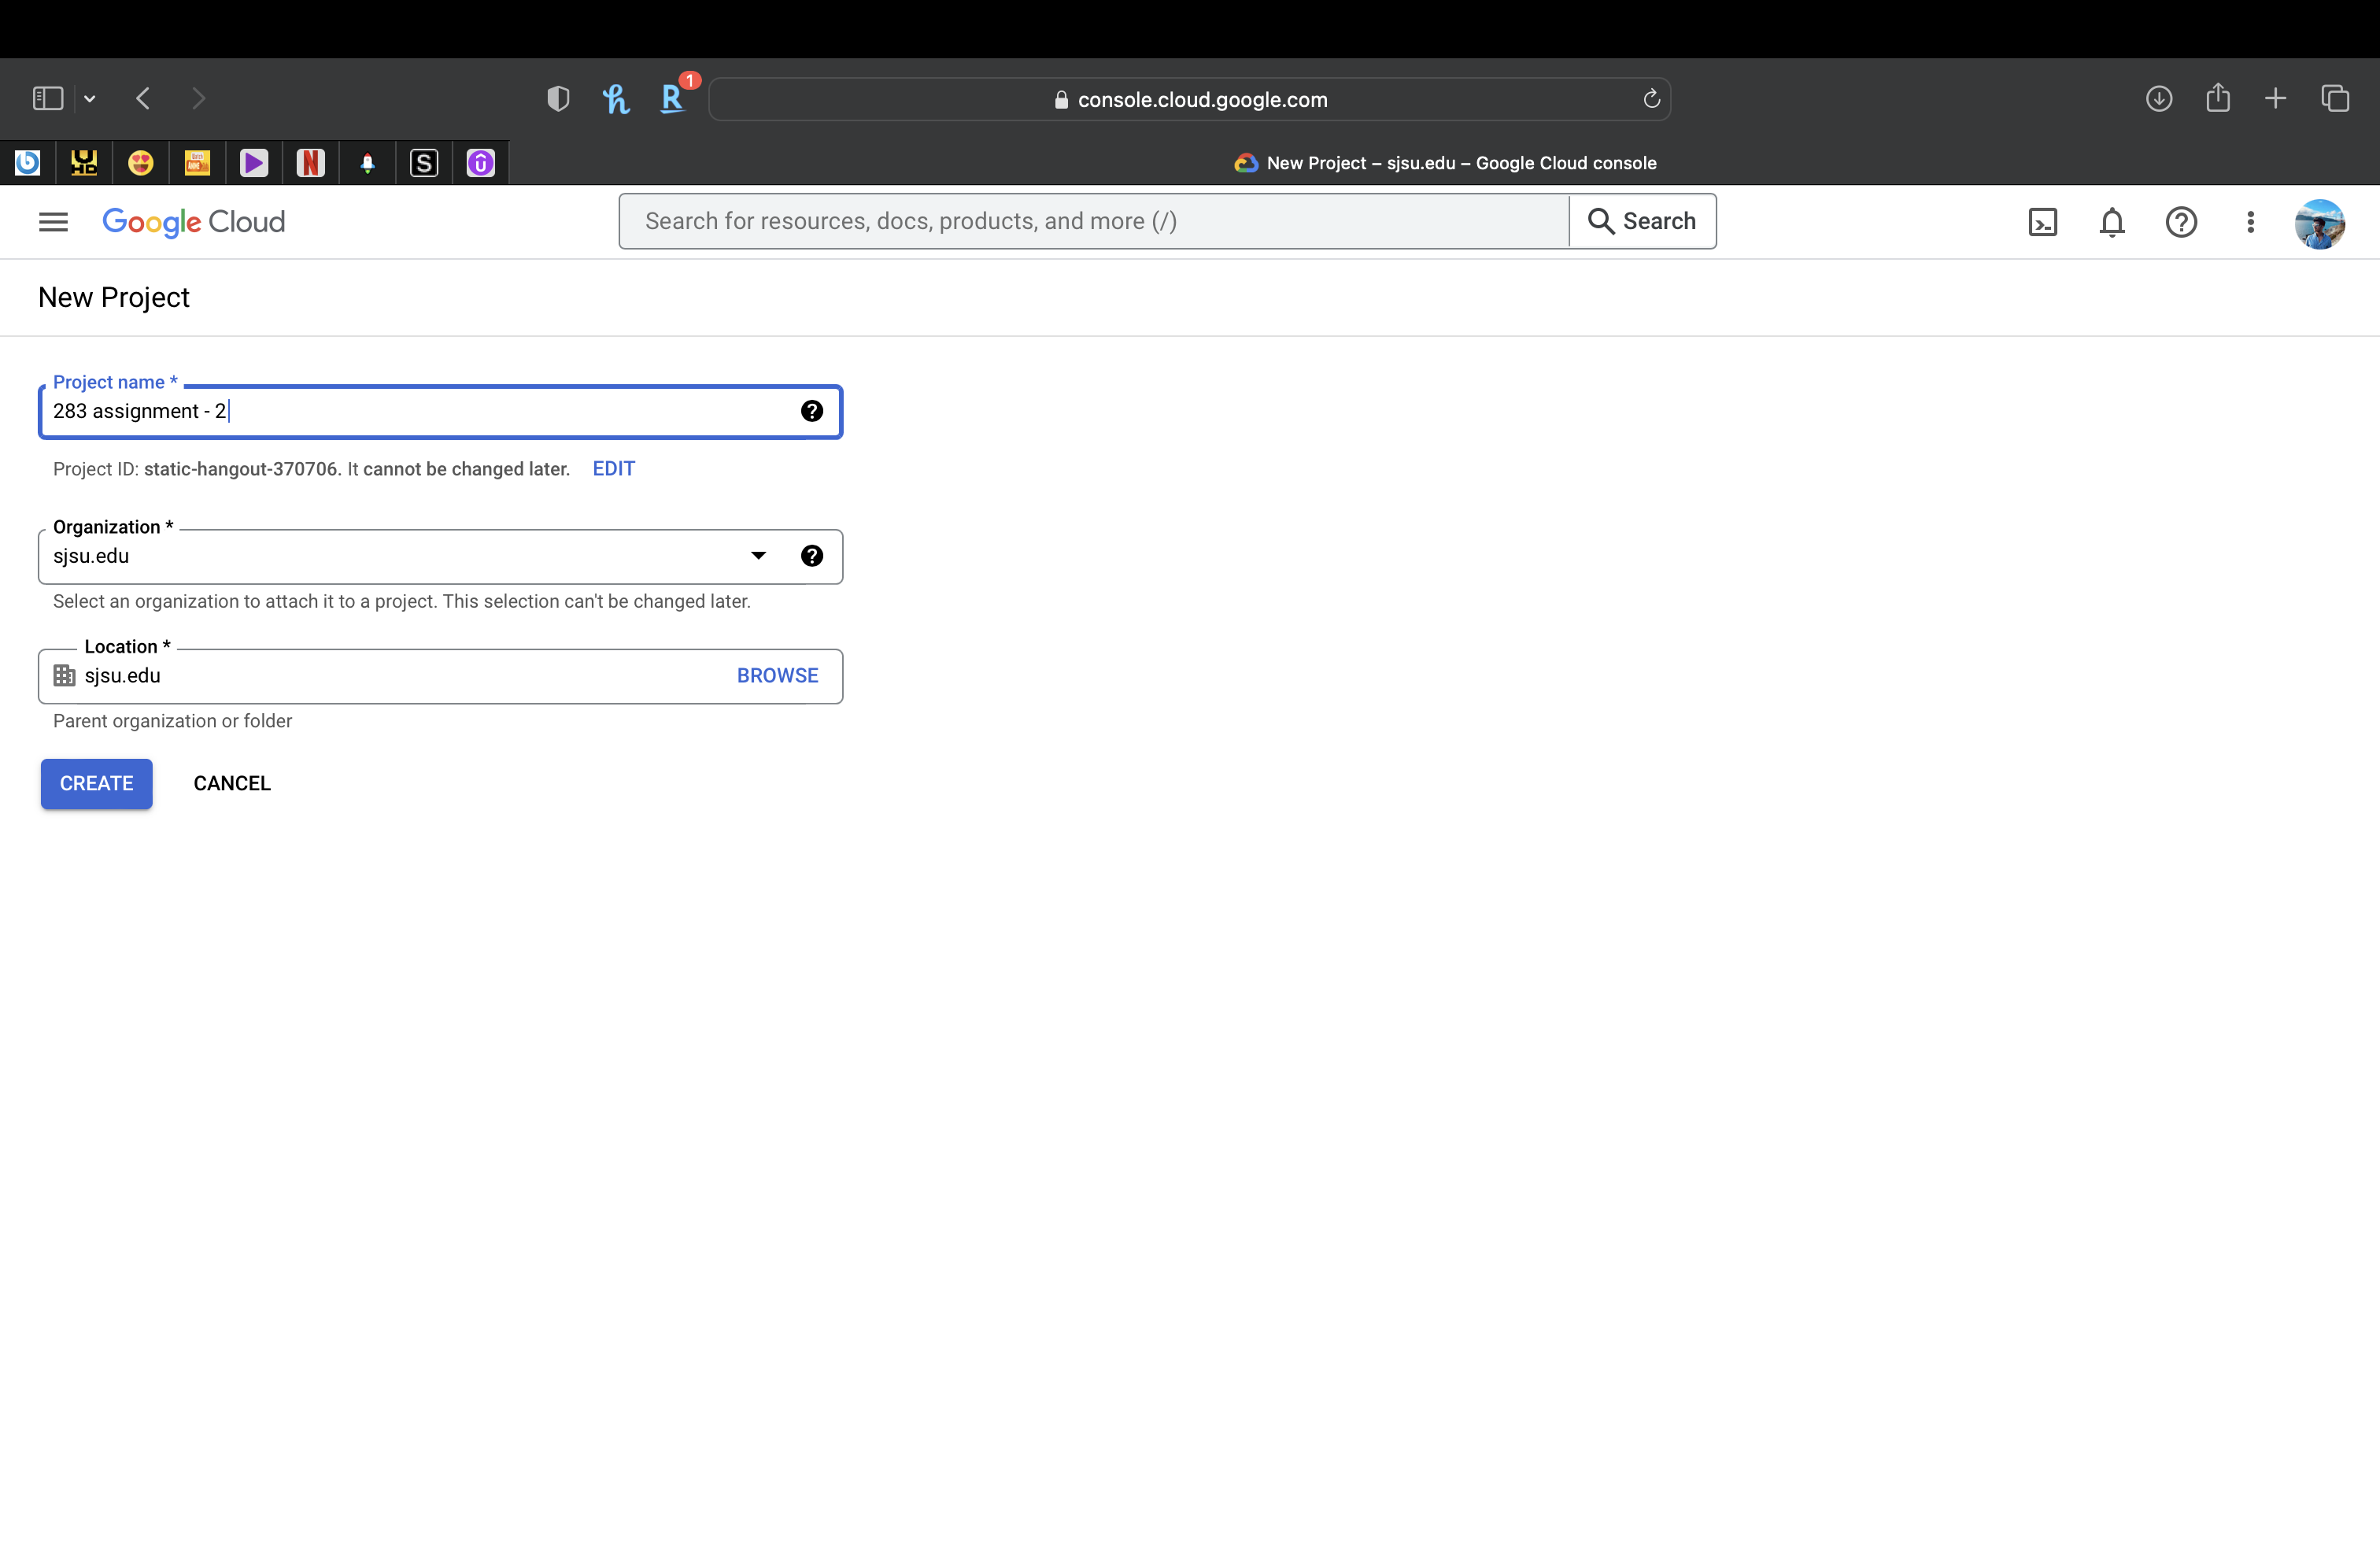 1
console.cloud.google.com
New Project – sjsu.edu – Google Cloud console
Google Cloud
Search for resources, docs, products, and more (/)
Search
New Project
Project name *
283 assignment - 2
Project ID: static-hangout-370706. It cannot be changed later. EDIT
Organization *
sjsu.edu
Select an organization to attach it to a project. This selection can't be changed later.
Location *
sjsu.edu
BROWSE
Parent organization or folder
CREATE
CANCEL